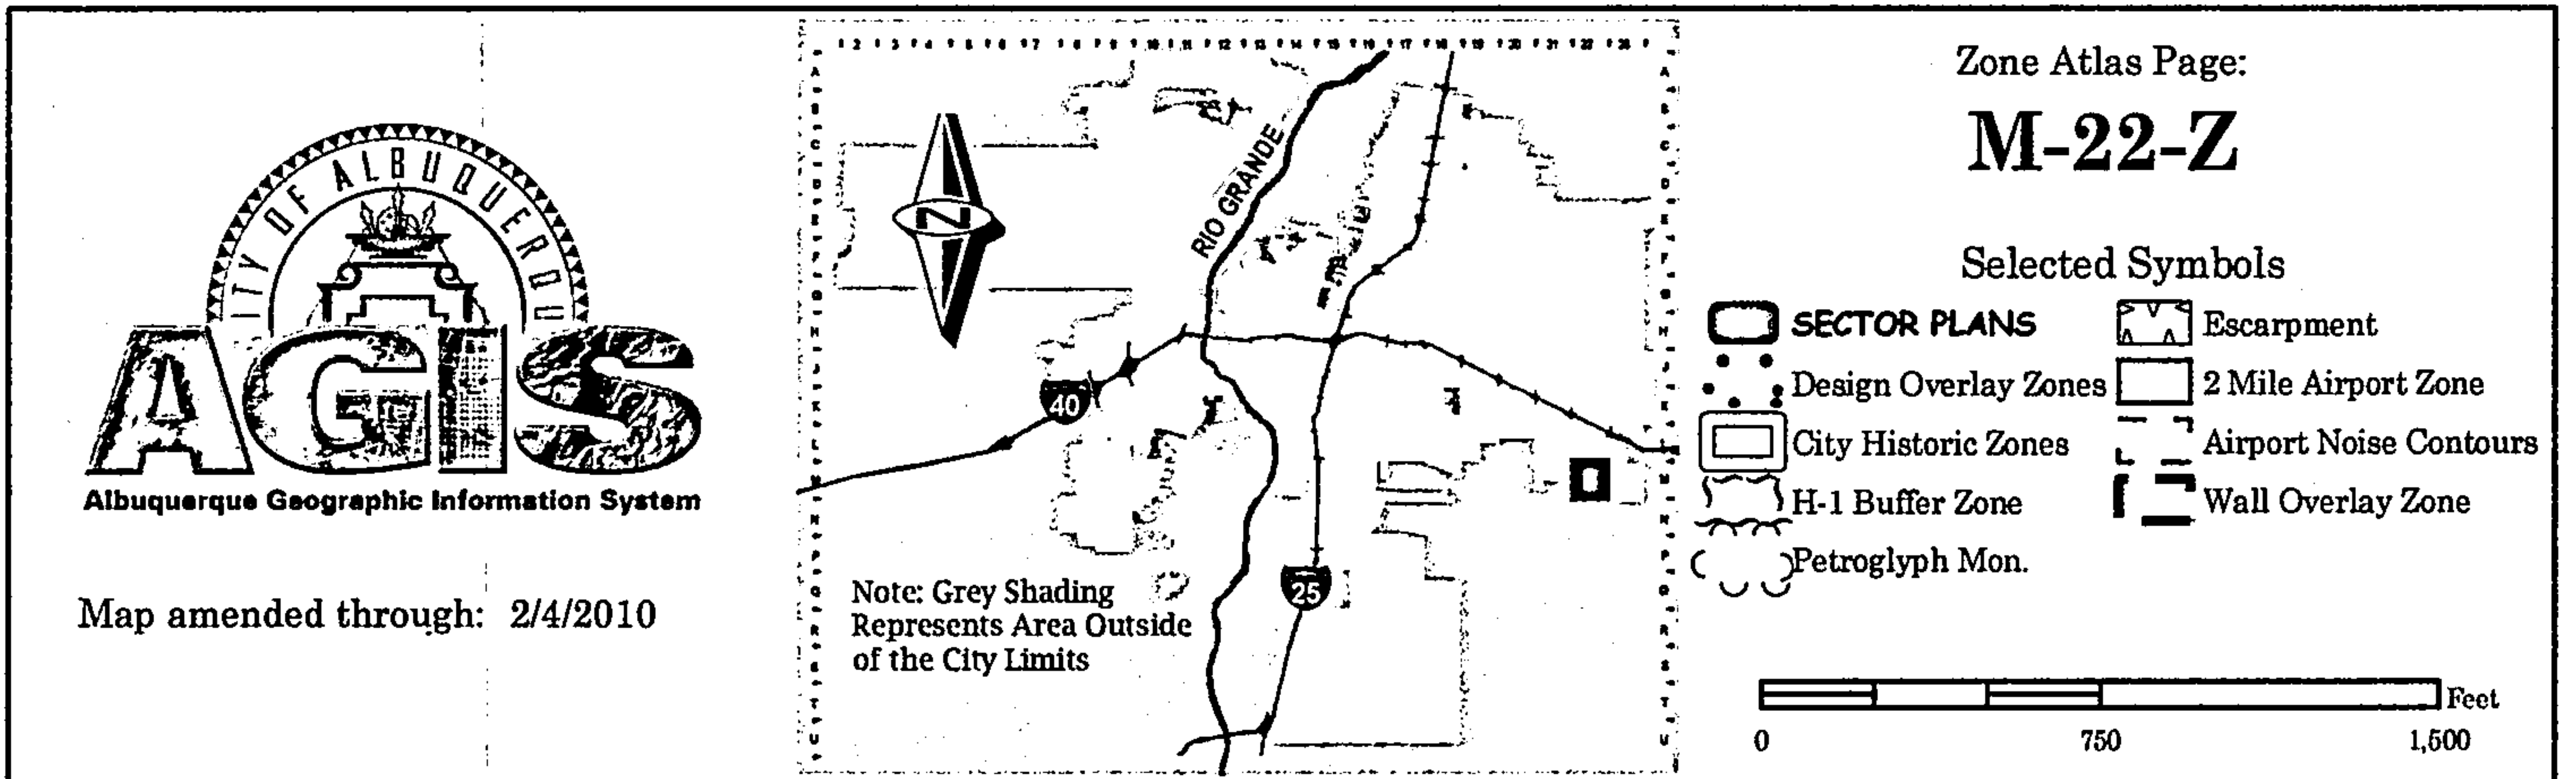 CITY OF ALBUQUERQU
AGIS
Albuquerque Geographic Information System
Map amended through: 2/4/2010
RIO GRANDE
N
40
25
Note: Grey Shading
Represents Area Outside
of the City Limits
Zone Atlas Page:
M-22-Z
Selected Symbols
SECTOR PLANS
Escarpment
Design Overlay Zones
2 Mile Airport Zone
City Historic Zones
Airport Noise Contours
H-1 Buffer Zone
Wall Overlay Zone
Petroglyph Mon.
Feet
0 750 1,500